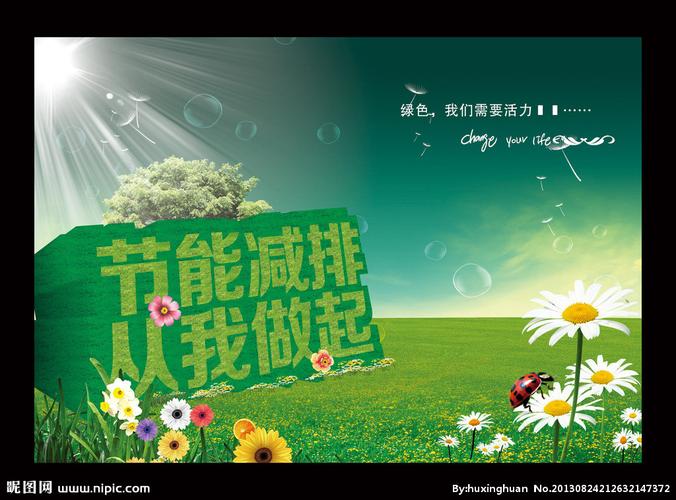 绿色，我们需要活力▮▮……
change your life
节能减排
从我做起
昵图网 www.nipic.com
By:huxinghuan No.20130824212632147372